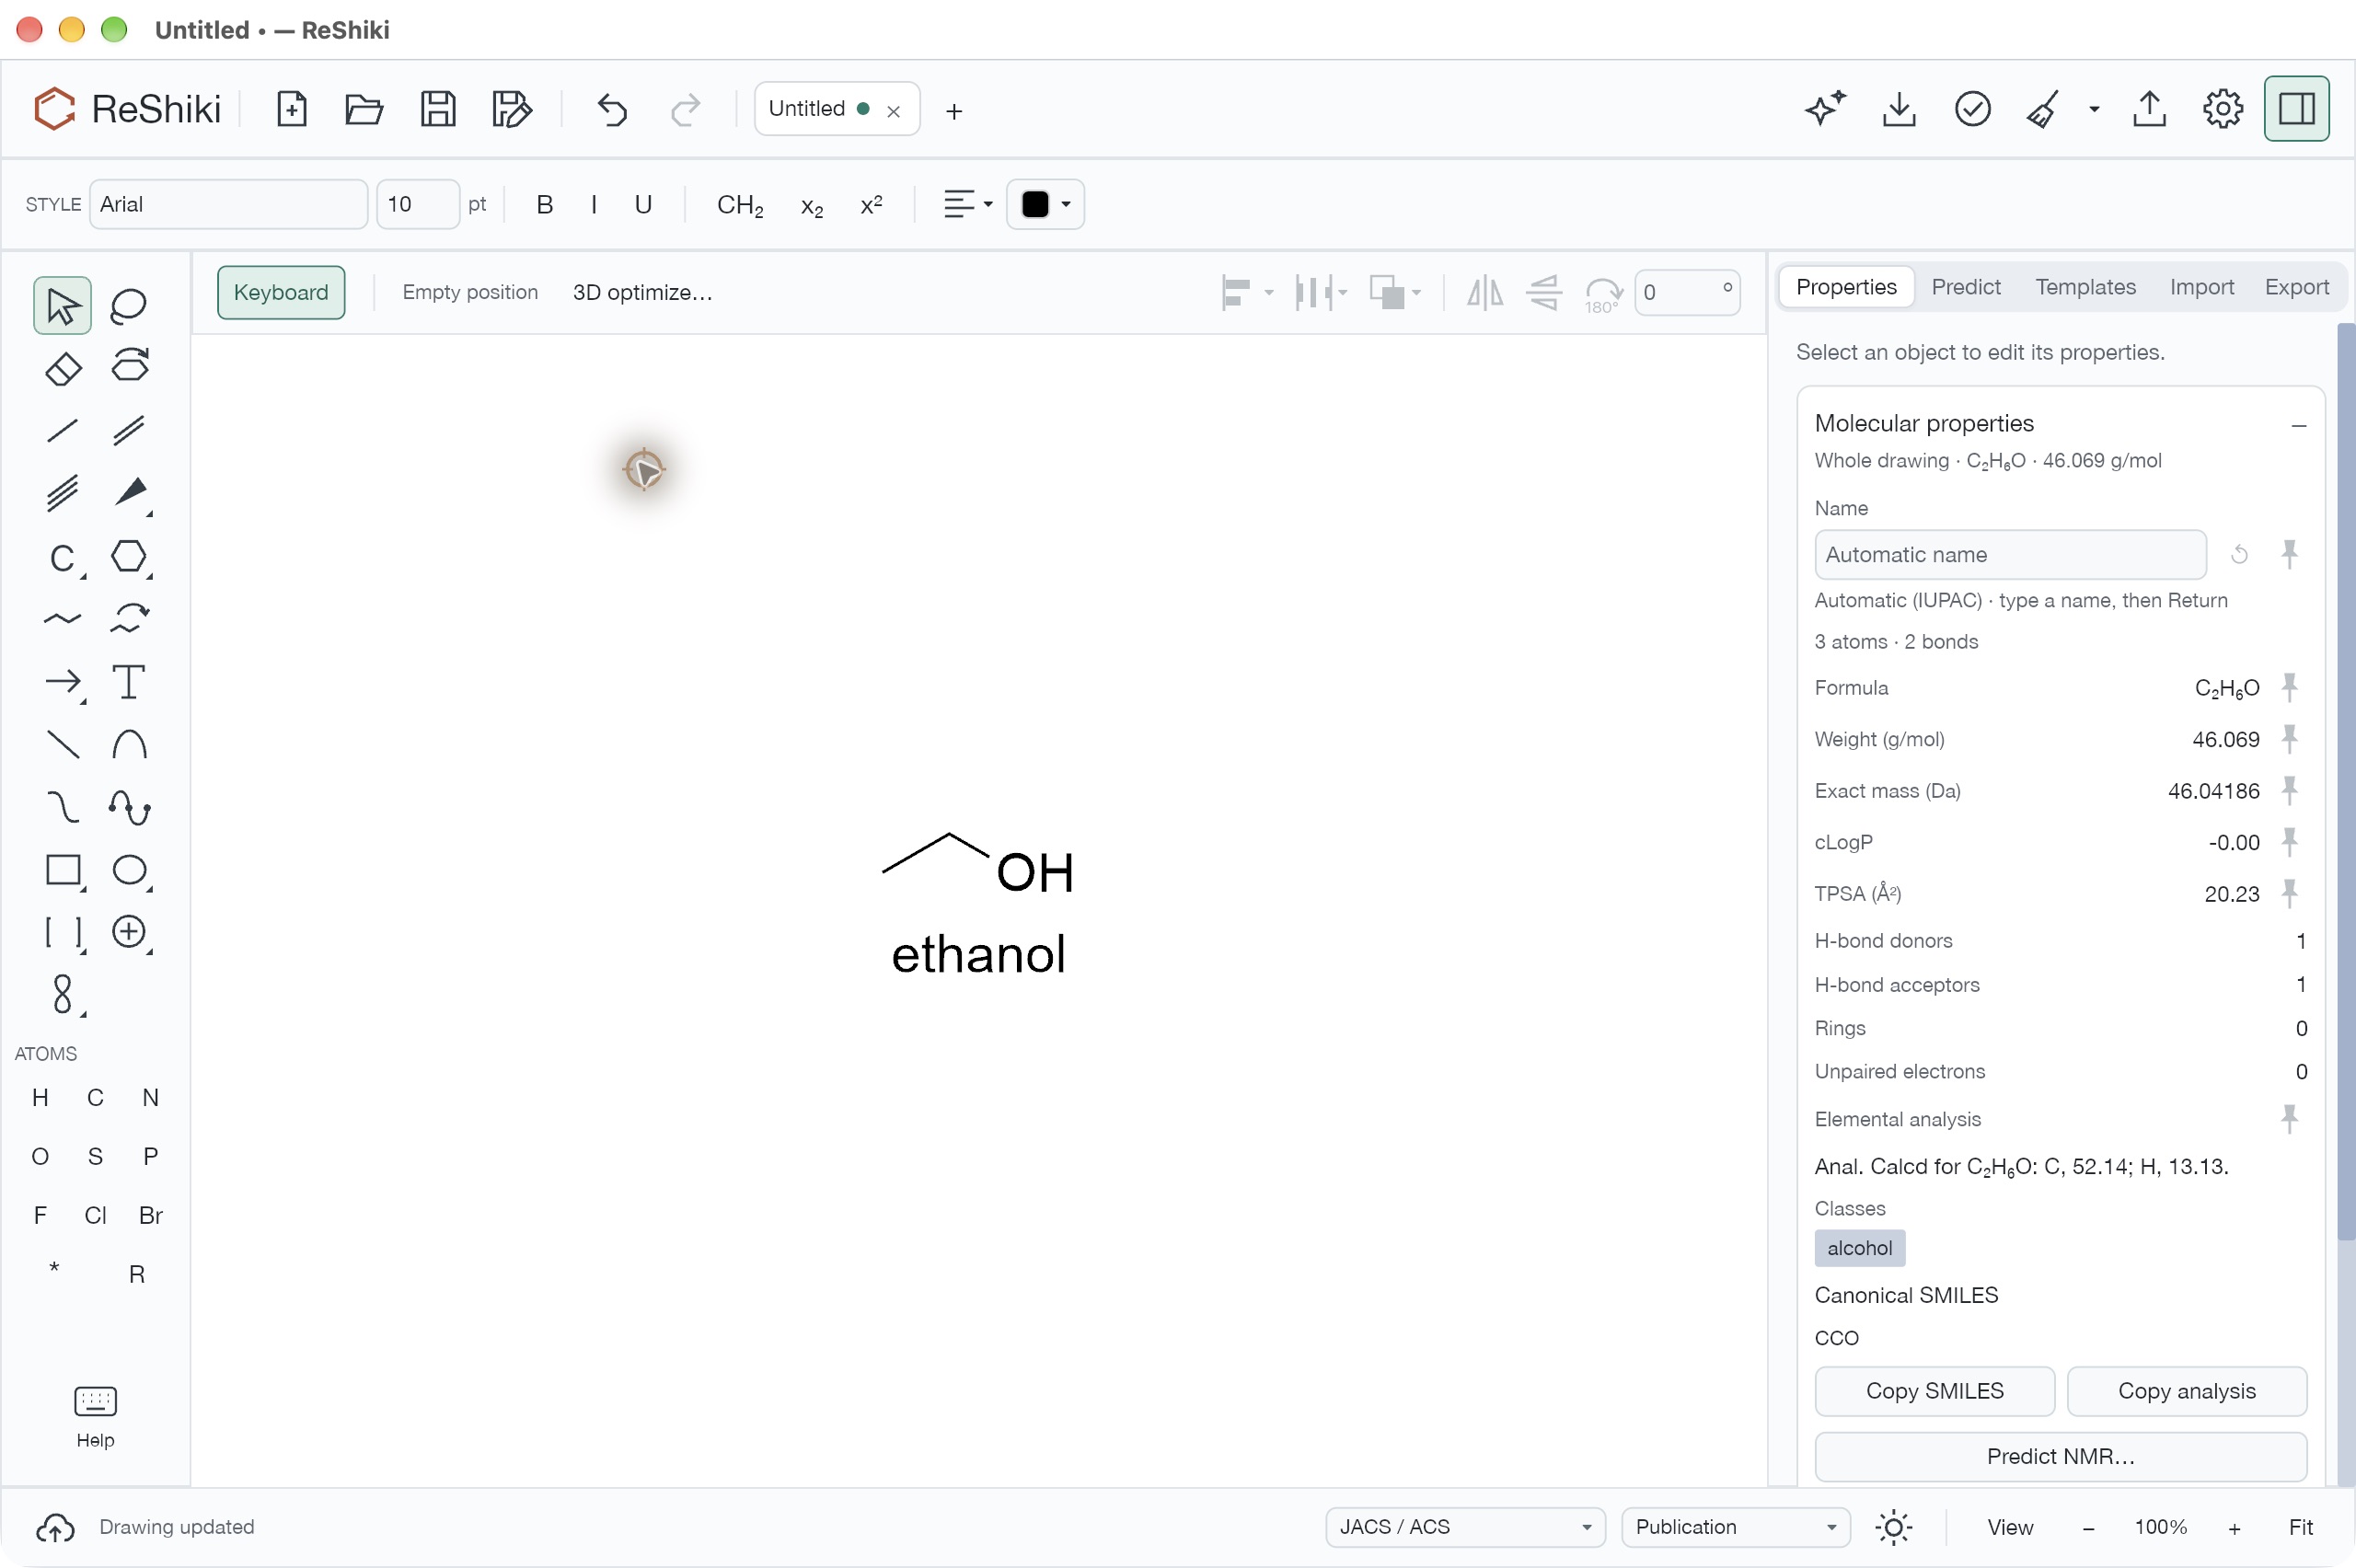 Untitled • — ReShiki
ReShiki
Untitled
STYLE Arial 10 pt B I U CH₂ x₂ x²
Keyboard Empty position 3D optimize... 180° 0 °
Properties Predict Templates Import Export
Select an object to edit its properties.
Molecular properties
Whole drawing · C₂H₆O · 46.069 g/mol
Name
Automatic name
Automatic (IUPAC) · type a name, then Return
3 atoms · 2 bonds
Formula C₂H₆O
Weight (g/mol) 46.069
Exact mass (Da) 46.04186
cLogP -0.00
TPSA (Å²) 20.23
H-bond donors 1
H-bond acceptors 1
Rings 0
Unpaired electrons 0
Elemental analysis
Anal. Calcd for C₂H₆O: C, 52.14; H, 13.13.
Classes
alcohol
Canonical SMILES
CCO
Copy SMILES Copy analysis
Predict NMR...
C
T
[ ]
ATOMS
H C N
O S P
F Cl Br
* R
Help
OH
ethanol
Drawing updated
JACS / ACS Publication View − 100% + Fit